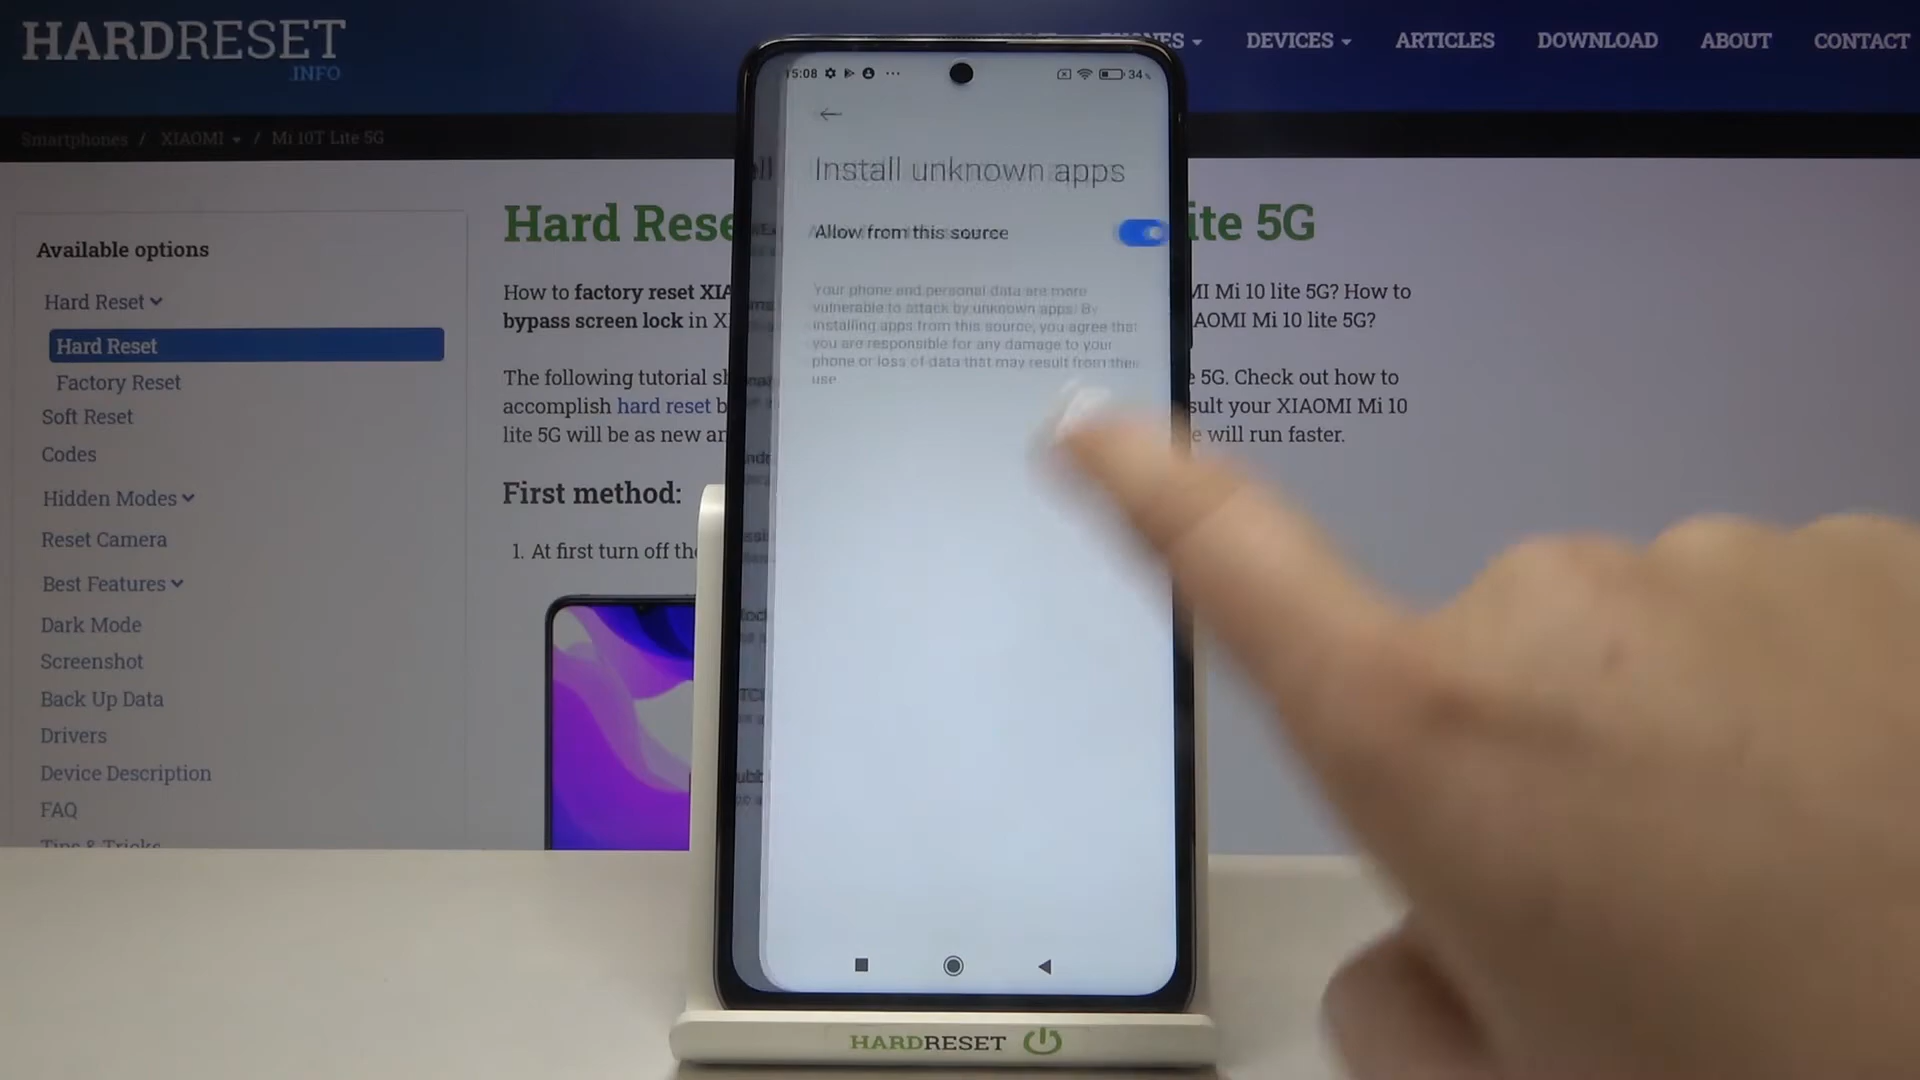 HARDRESET
.INFO
PHONES
DEVICES
ARTICLES
DOWNLOAD
ABOUT
CONTACT
Smartphones / XIAOMI / Mi 10T Lite 5G
Available options
Hard Reset
Hard Reset
Factory Reset
Soft Reset
Codes
Hidden Modes
Reset Camera
Best Features
Dark Mode
Screenshot
Back Up Data
Drivers
Device Description
FAQ
Tips & Tricks
Hard Rese
ite 5G
How to factory reset XIA
MI Mi 10 lite 5G? How to
bypass screen lock in X
AOMI Mi 10 lite 5G?
The following tutorial sh
e 5G. Check out how to
accomplish hard reset b
sult your XIAOMI Mi 10
lite 5G will be as new an
e will run faster.
First method:
1. At first turn off the
15:08
34%
Install unknown apps
Allow from this source
Your phone and personal data are more
vulnerable to attack by unknown apps. By
installing apps from this source, you agree that
you are responsible for any damage to your
phone or loss of data that may result from their
use
HARDRESET